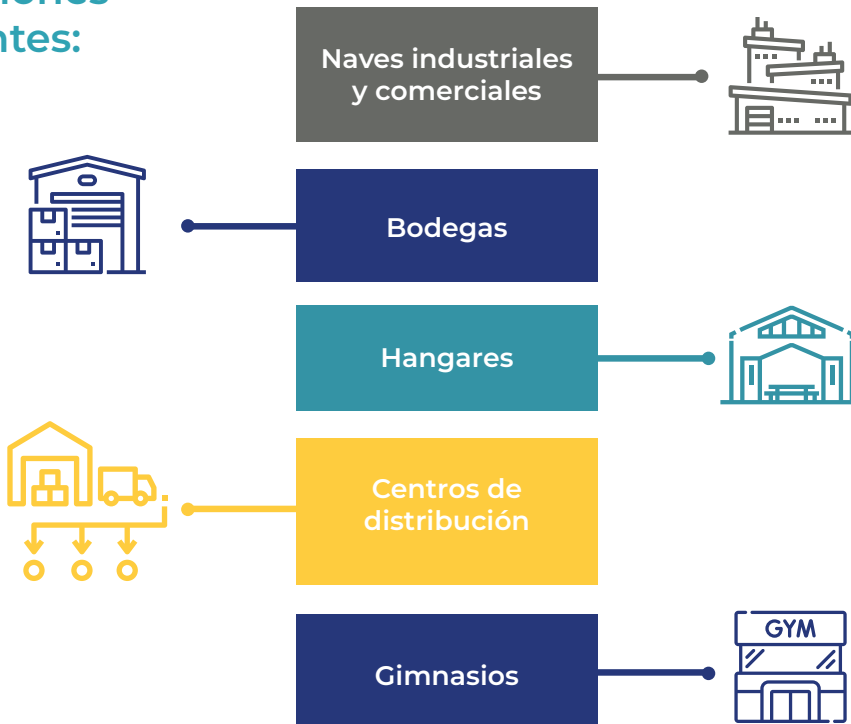 ntes:
Naves industriales
y comerciales
Bodegas
Hangares
Centros de
distribución
GYM
Gimnasios